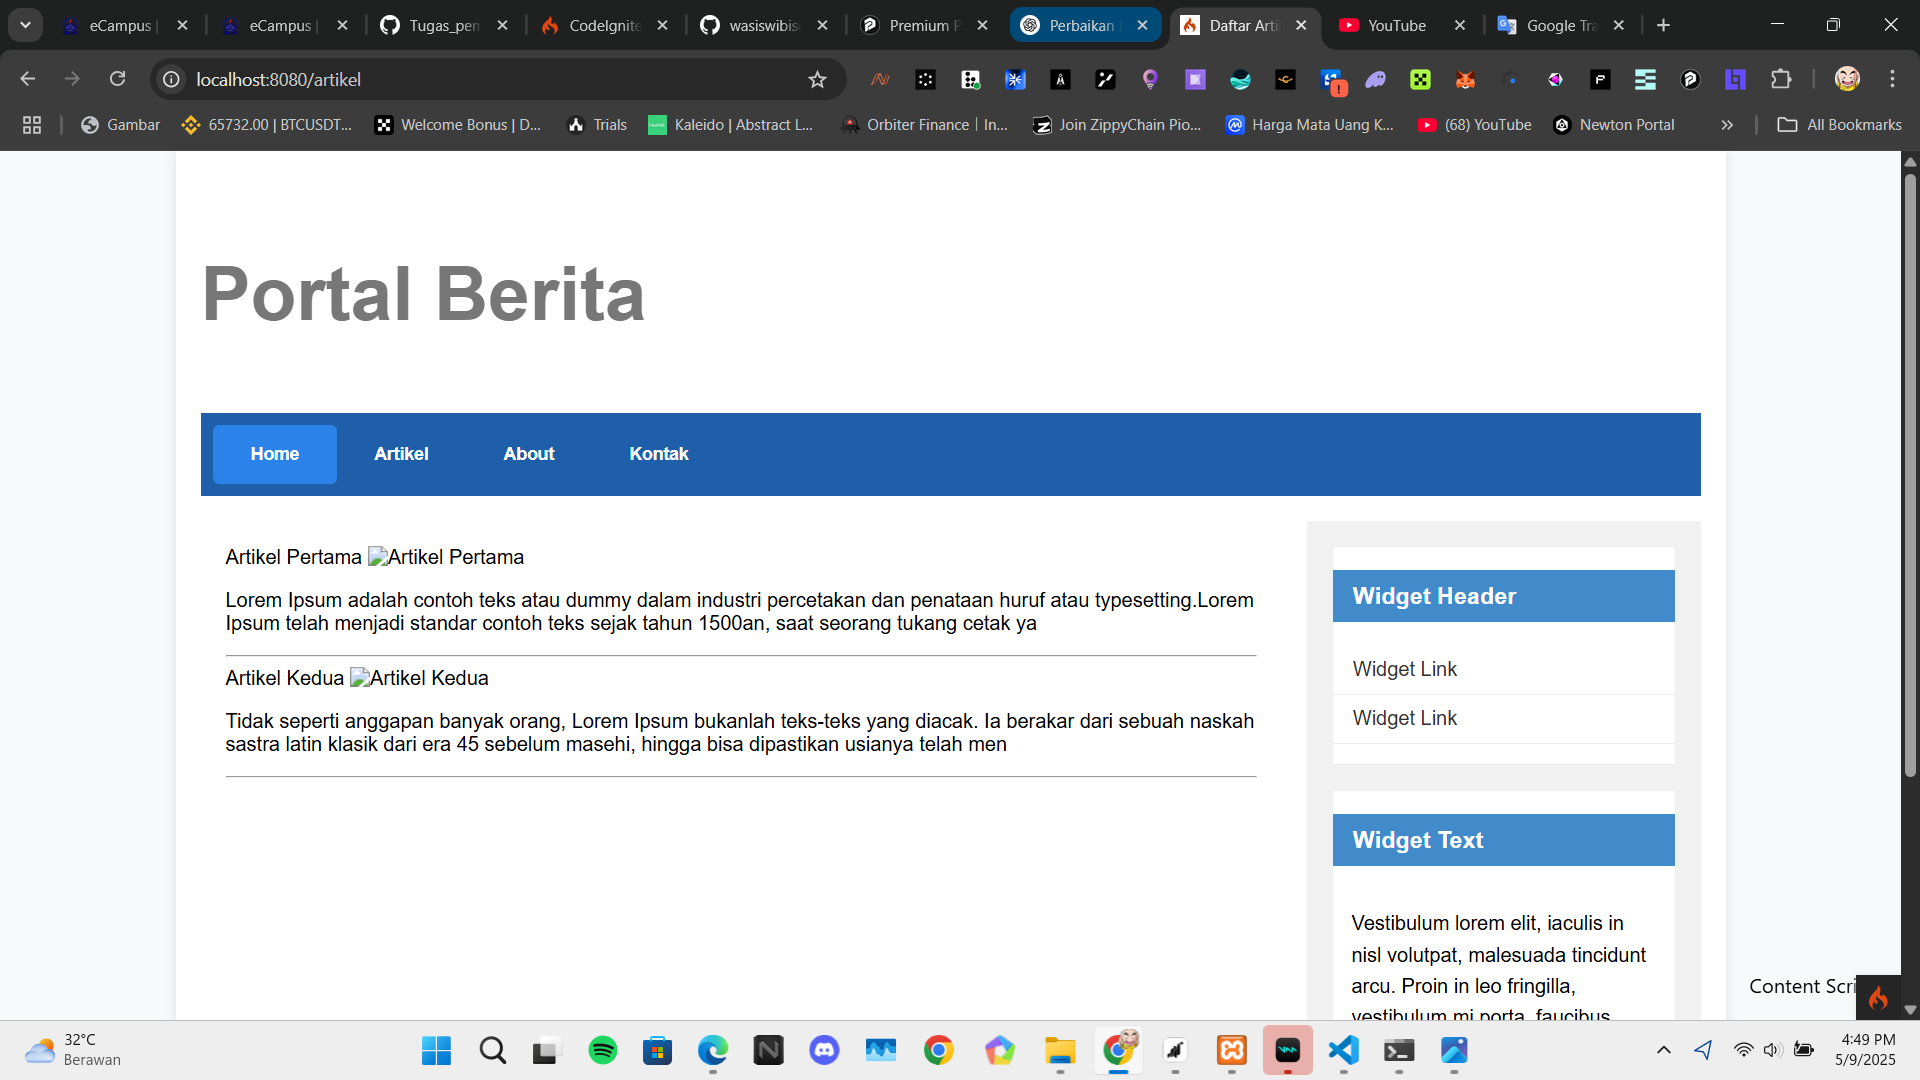 eCampus |
eCampus |
Tugas_pem
CodeIgnite
wasiswibiso
Premium P
Perbaikan
Daftar Arti
YouTube
Google Tra
localhost:8080/artikel
Gambar
65732.00 | BTCUSDT...
Welcome Bonus | D...
Trials
Kaleido | Abstract L...
Orbiter Finance | In...
Join ZippyChain Pio...
Harga Mata Uang K...
(68) YouTube
Newton Portal
All Bookmarks
Portal Berita
Home
Artikel
About
Kontak
Artikel Pertama Artikel Pertama
Lorem Ipsum adalah contoh teks atau dummy dalam industri percetakan dan penataan huruf atau typesetting.Lorem
Ipsum telah menjadi standar contoh teks sejak tahun 1500an, saat seorang tukang cetak ya
Artikel Kedua Artikel Kedua
Tidak seperti anggapan banyak orang, Lorem Ipsum bukanlah teks-teks yang diacak. Ia berakar dari sebuah naskah
sastra latin klasik dari era 45 sebelum masehi, hingga bisa dipastikan usianya telah men
Widget Header
Widget Link
Widget Link
Widget Text
Vestibulum lorem elit, iaculis in
nisl volutpat, malesuada tincidunt
arcu. Proin in leo fringilla,
vestibulum mi porta, faucibus
Content Scri
32°C
Berawan
4:49 PM
5/9/2025